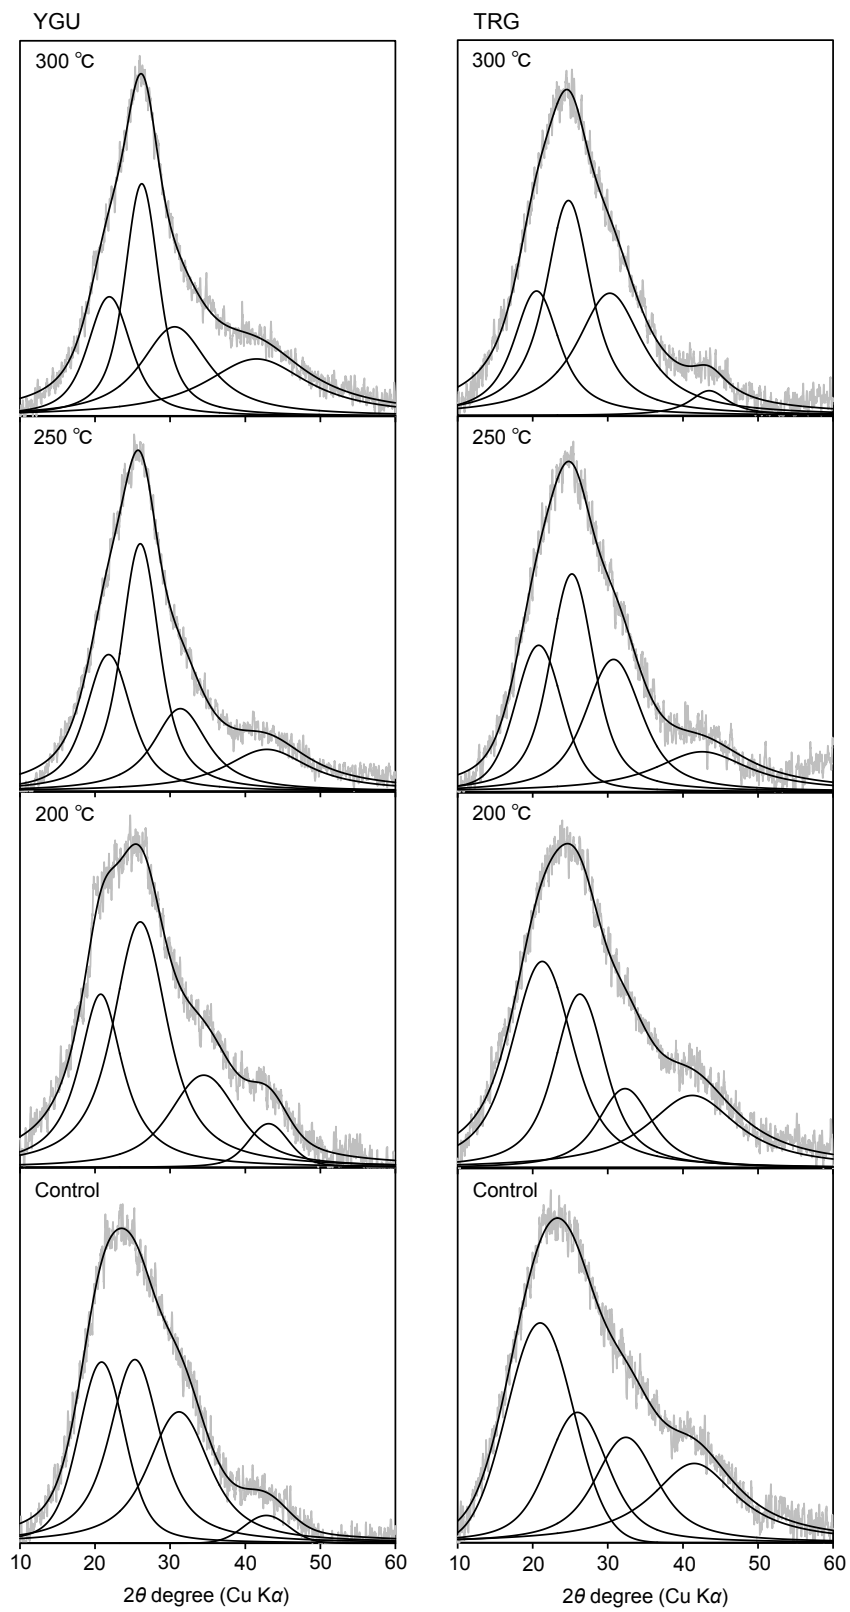 YGU TRG
300 ℃ 300 ℃
250 ℃ 250 ℃
200 ℃ 200 ℃
Control Control
10 20 30 40 50 60 10 20 30 40 50 60
2θ degree (Cu Kα) 2θ degree (Cu Kα)